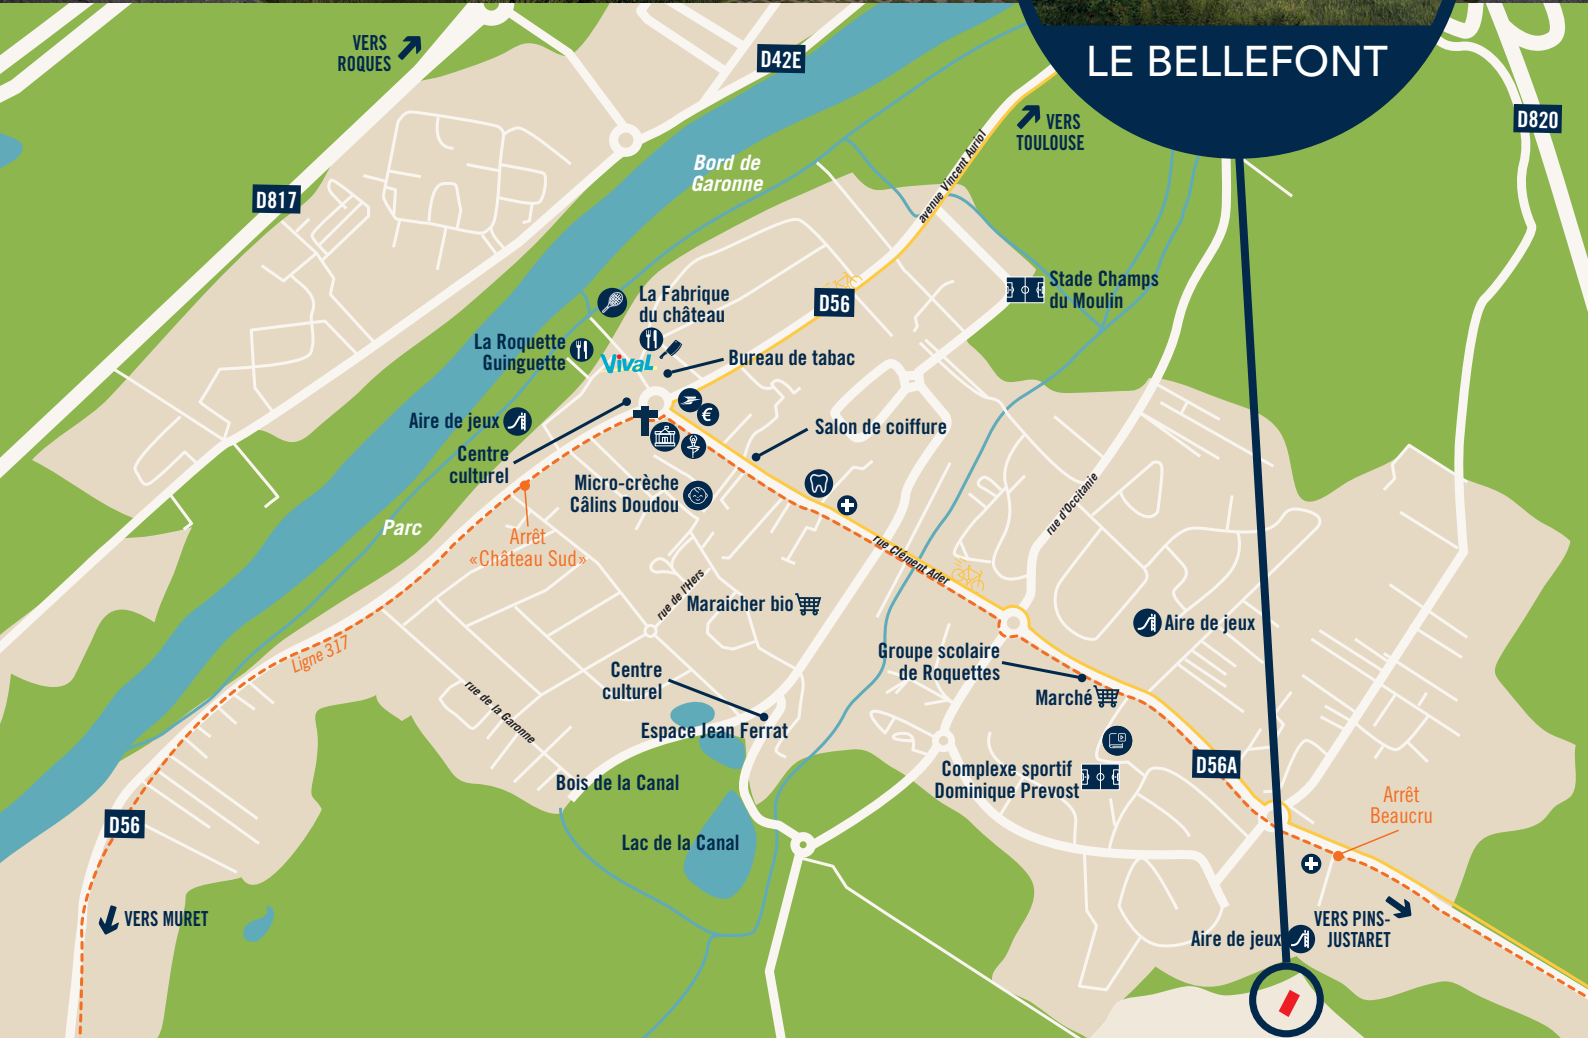 LE BELLEFONT
VERS
ROQUES
D42E
D820
VERS
TOULOUSE
avenue Vincent Auriol
Bord de
Garonne
D817
Stade Champs
du Moulin
La Fabrique
du château
D56
La Roquette
Guinguette
Vival
Bureau de tabac
Aire de jeux
Salon de coiffure
Centre
culturel
Micro-crèche
Câlins Doudou
€
Parc
Arrêt
«Château Sud»
rue d'Occitanie
rue Clément Ader
rue de l'Hers
Maraicher bio
Aire de jeux
Ligne 317
Groupe scolaire
de Roquettes
Centre
culturel
Marché
rue de la Garonne
Espace Jean Ferrat
D56A
Complexe sportif
Dominique Prevost
Bois de la Canal
Arrêt
Beaucru
D56
Lac de la Canal
VERS MURET
VERS PINS-
JUSTARET
Aire de jeux